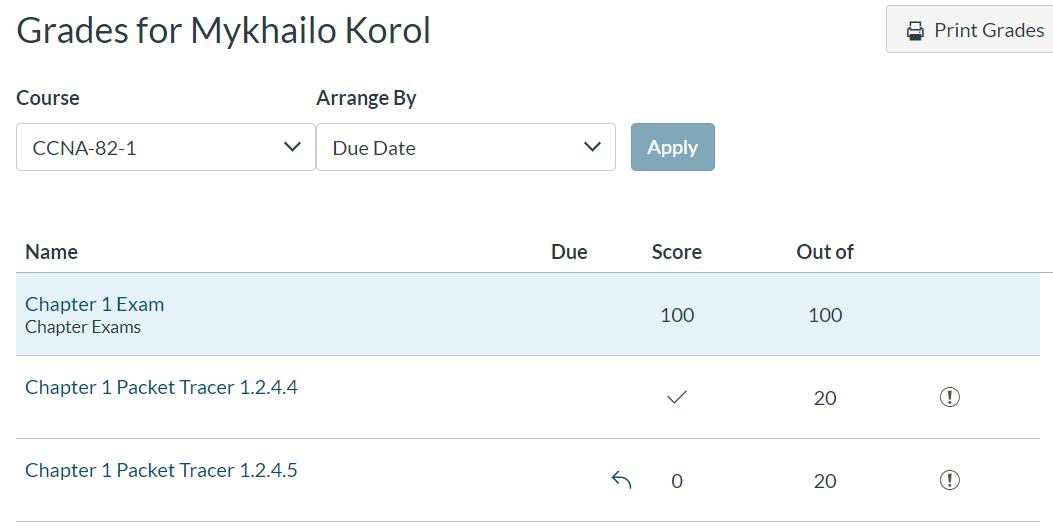 Grades for Mykhailo Korol
Print Grades
Course
Arrange By
CCNA-82-1
Due Date
Apply
Name Due Score Out of
Chapter 1 Exam
Chapter Exams
100 100
Chapter 1 Packet Tracer 1.2.4.4
20
Chapter 1 Packet Tracer 1.2.4.5
0 20